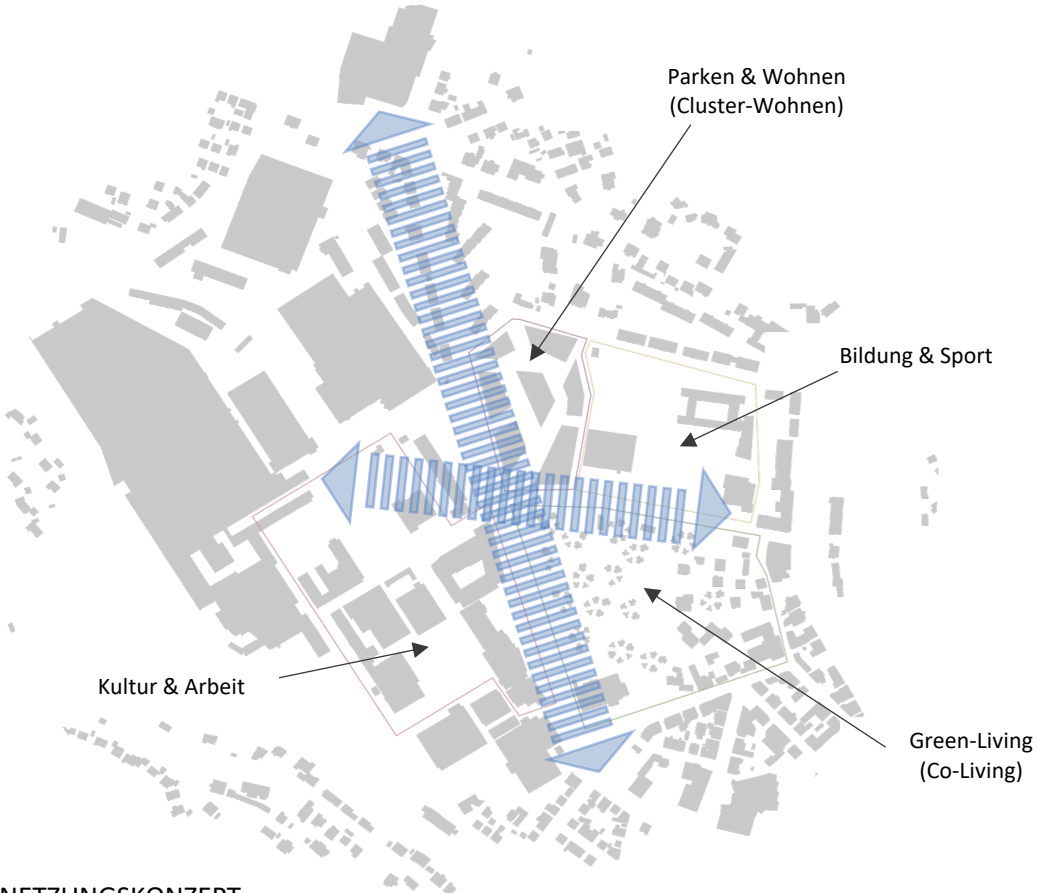 Parken & Wohnen
(Cluster-Wohnen)
Bildung & Sport
Kultur & Arbeit
Green-Living
(Co-Living)
NETZUNGSKONZEPT